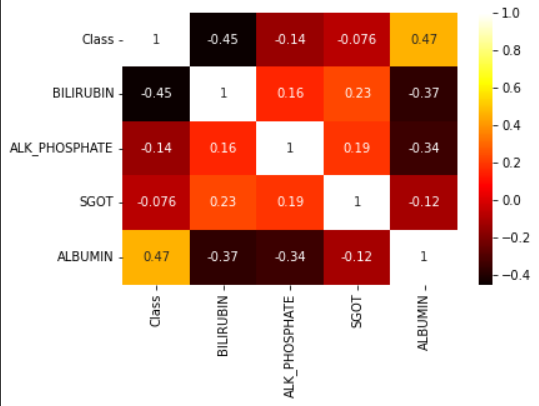 Class 1 -0.45 -0.14 -0.076 0.47
BILIRUBIN -0.45 1 0.16 0.23 -0.37
ALK_PHOSPHATE -0.14 0.16 1 0.19 -0.34
SGOT -0.076 0.23 0.19 1 -0.12
ALBUMIN 0.47 -0.37 -0.34 -0.12 1
Class
BILIRUBIN
ALK_PHOSPHATE
SGOT
ALBUMIN
1.0
0.8
0.6
0.4
0.2
0.0
−0.2
−0.4